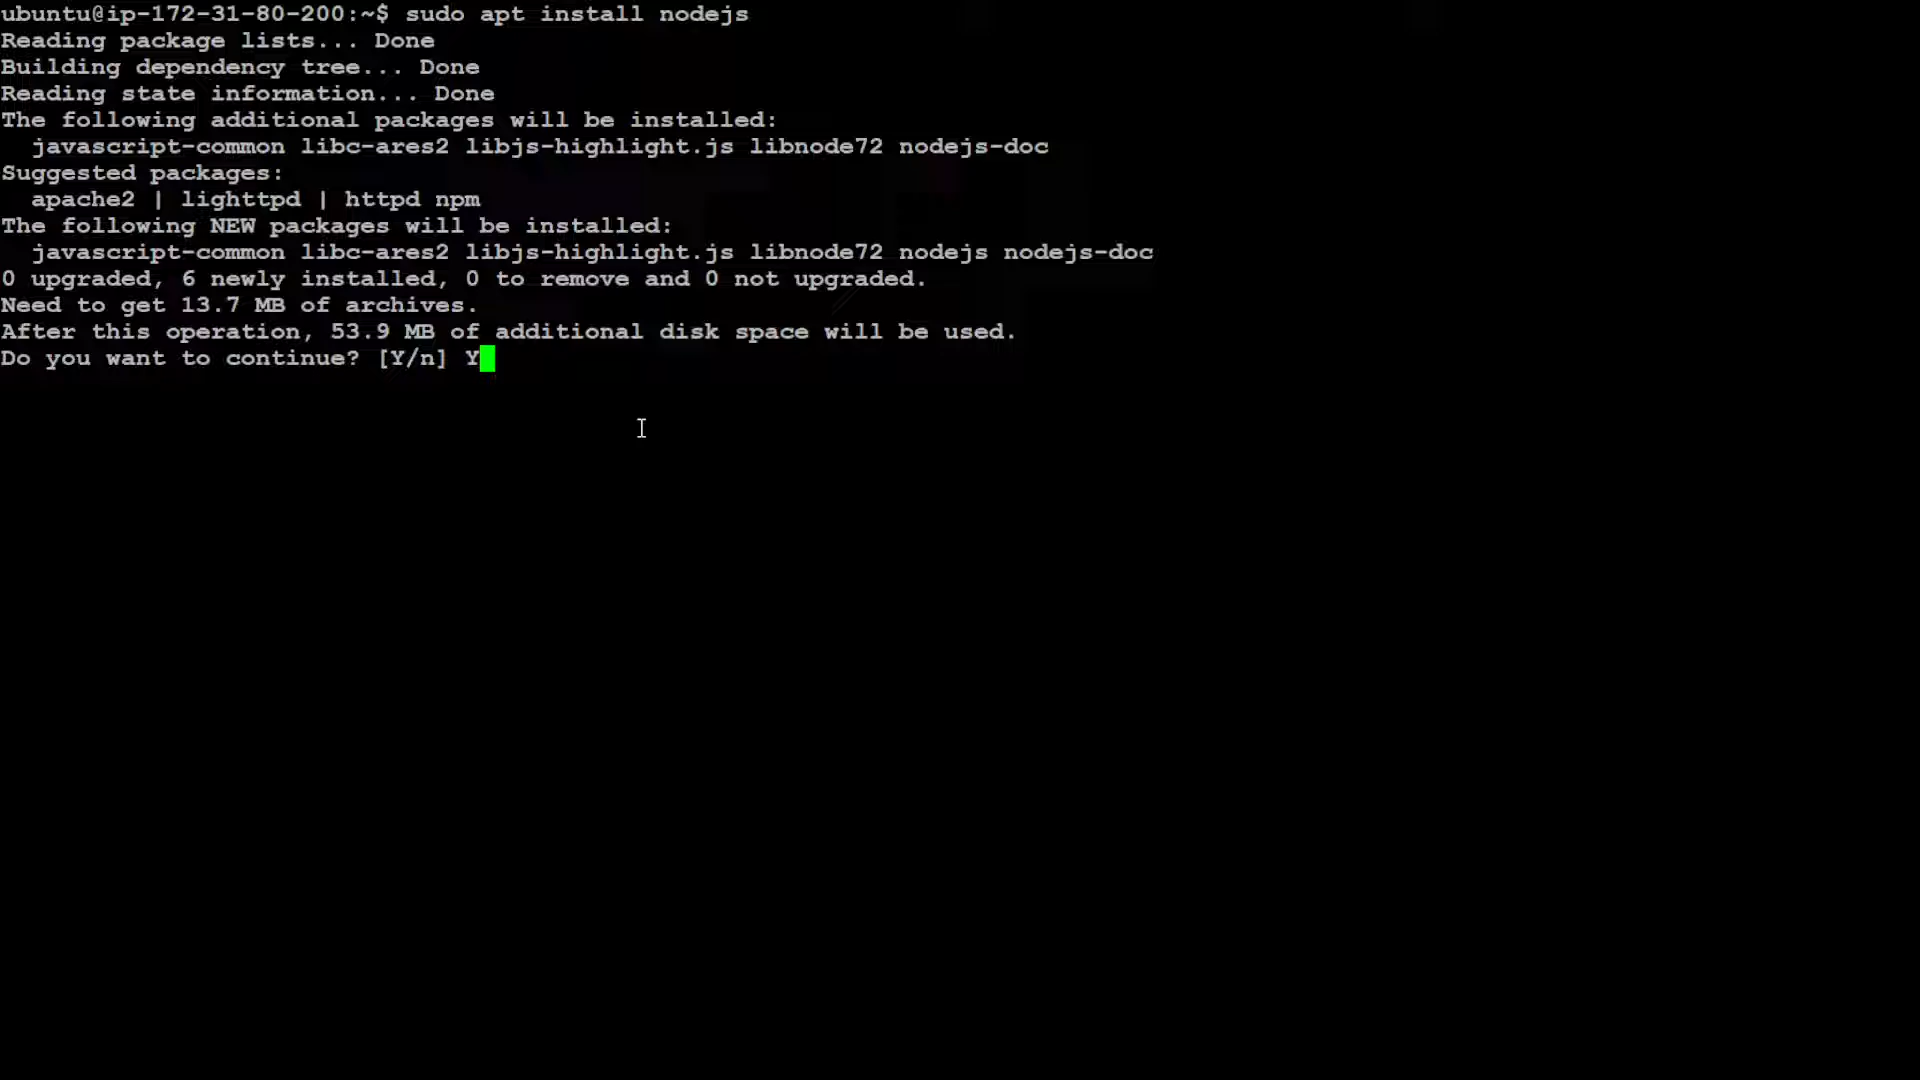 ubuntu@ip-172-31-80-200:~$ sudo apt install nodejs
Reading package lists... Done
Building dependency tree... Done
Reading state information... Done
The following additional packages will be installed:
  javascript-common libc-ares2 libjs-highlight.js libnode72 nodejs-doc
Suggested packages:
  apache2 | lighttpd | httpd npm
The following NEW packages will be installed:
  javascript-common libc-ares2 libjs-highlight.js libnode72 nodejs nodejs-doc
0 upgraded, 6 newly installed, 0 to remove and 0 not upgraded.
Need to get 13.7 MB of archives.
After this operation, 53.9 MB of additional disk space will be used.
Do you want to continue? [Y/n] Y